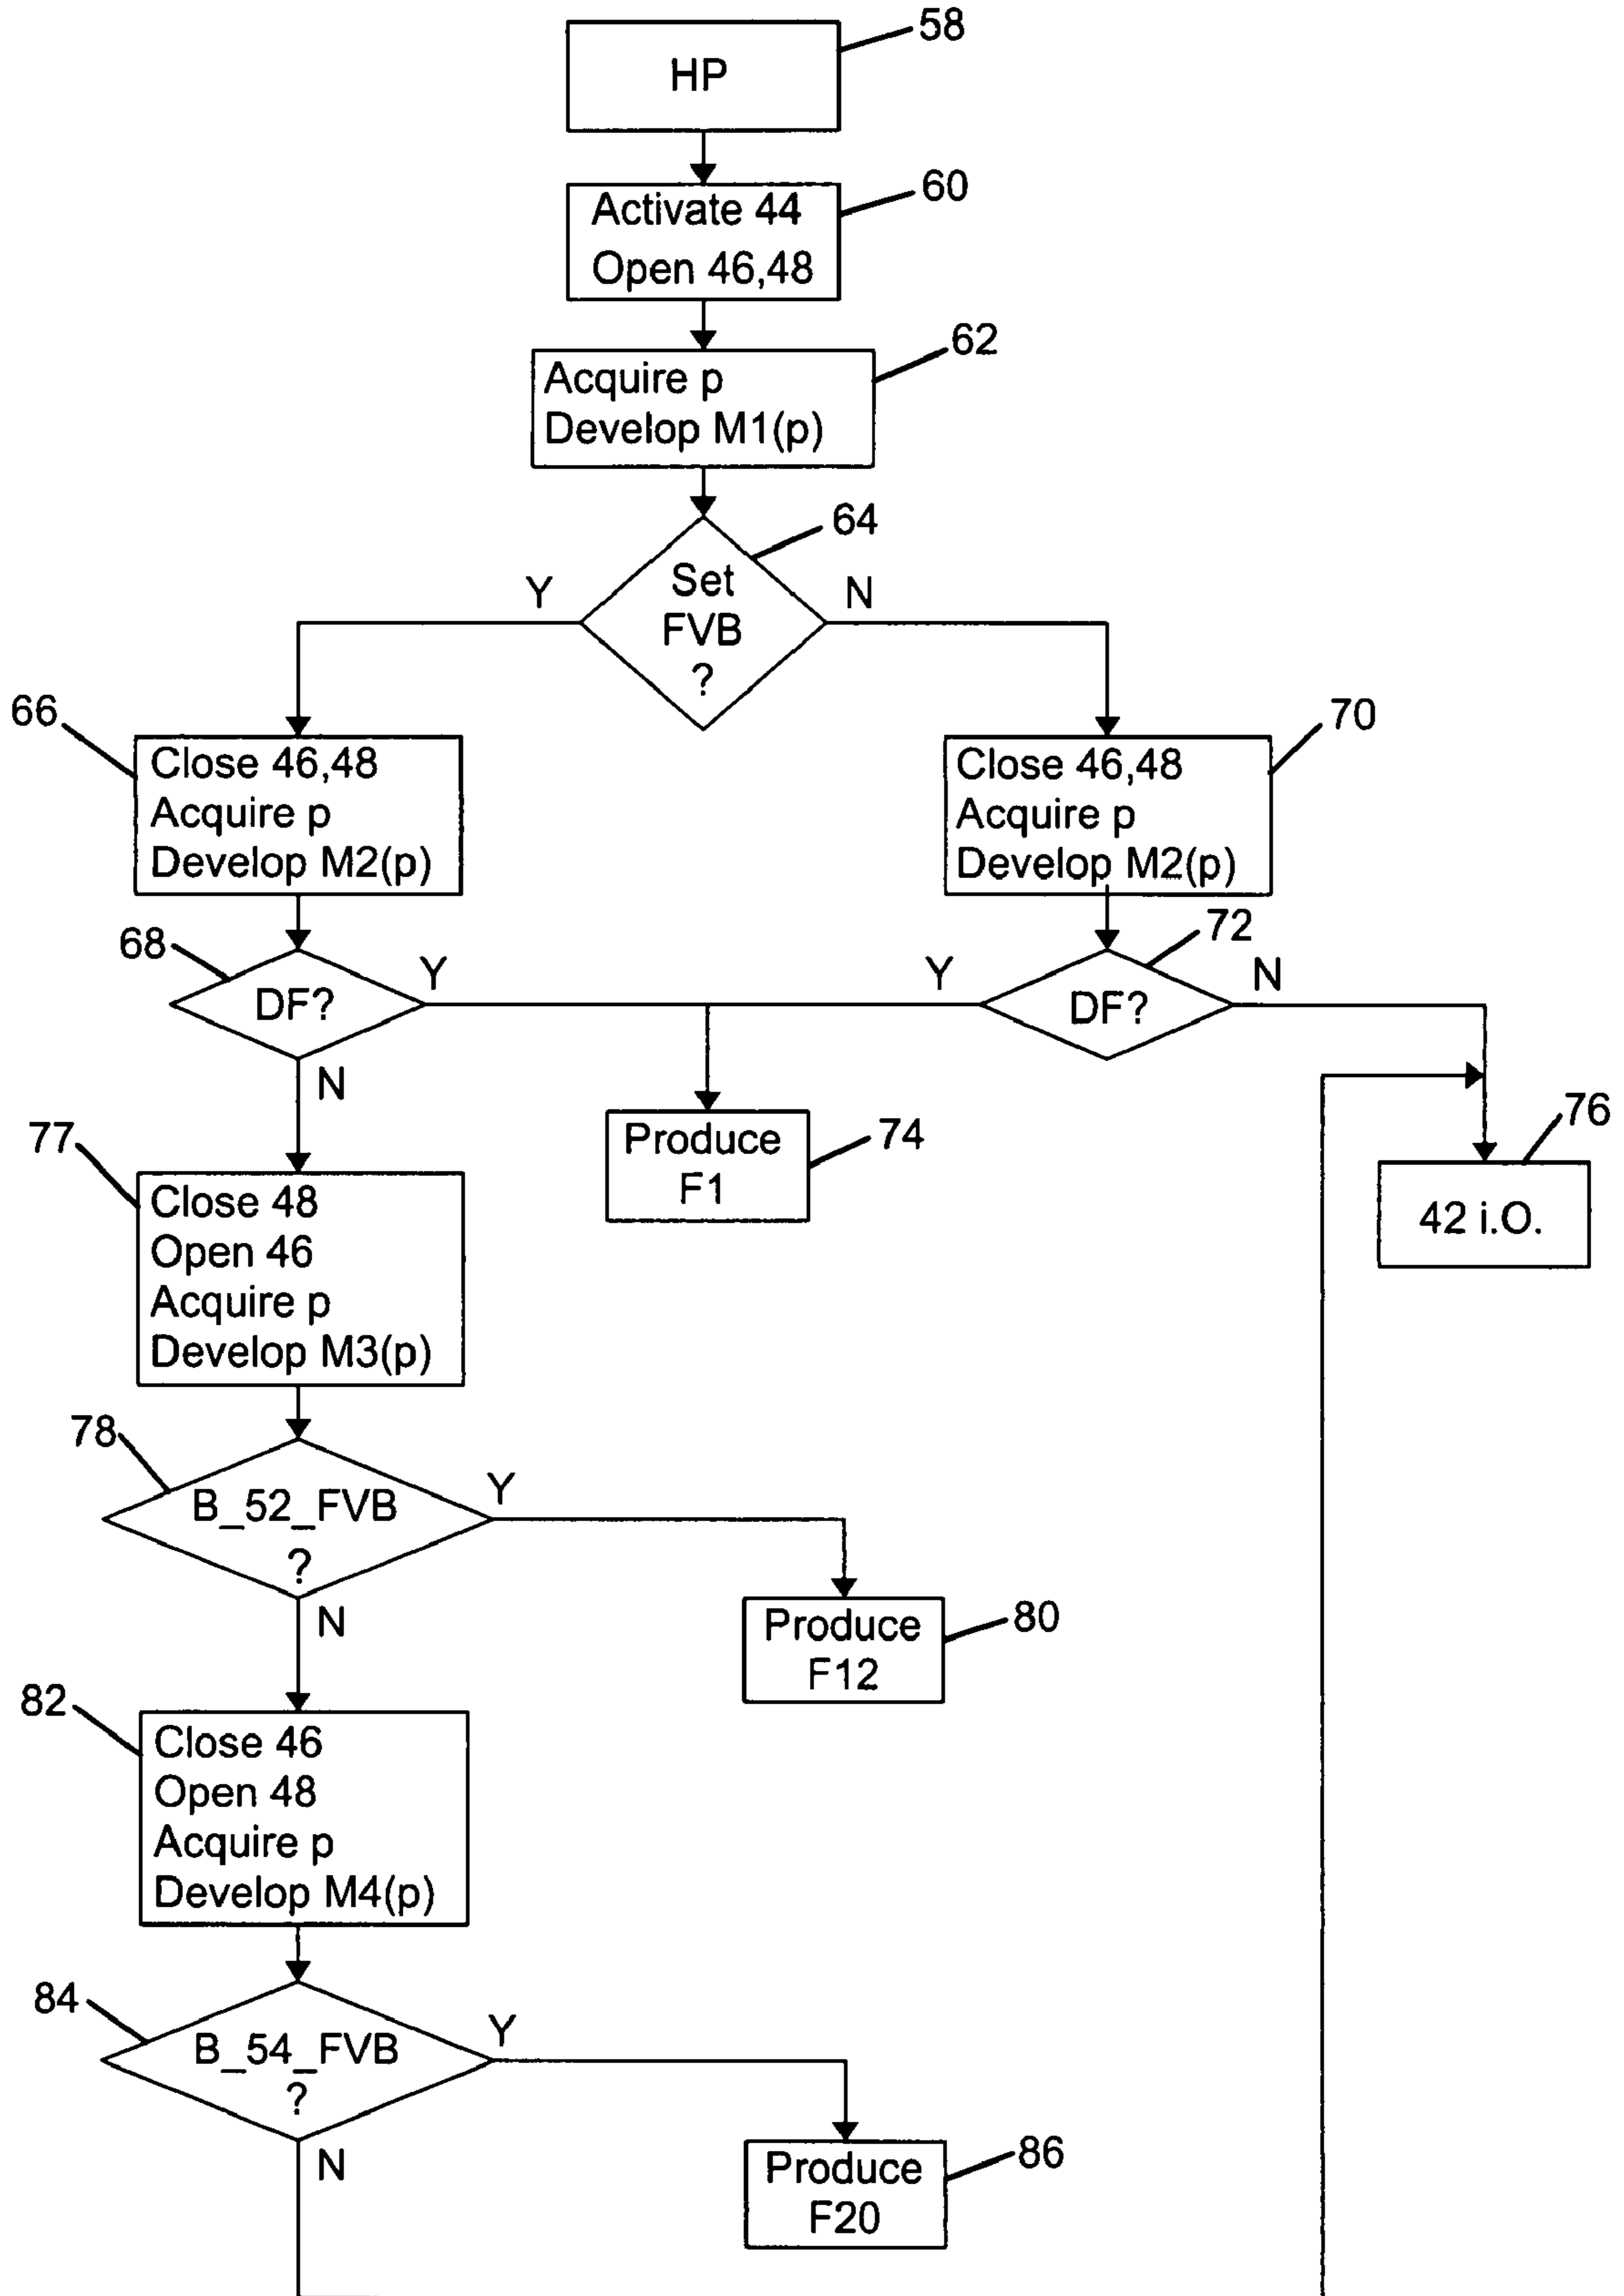 58
HP
60
Activate 44
Open 46,48
62
Acquire p
Develop M1(p)
64
Set
FVB
?
Y
N
66
Close 46,48
Acquire p
Develop M2(p)
70
Close 46,48
Acquire p
Develop M2(p)
68
DF?
Y
N
72
DF?
Y
N
74
Produce
F1
76
42 i.O.
77
Close 48
Open 46
Acquire p
Develop M3(p)
78
B_52_FVB
?
Y
N
80
Produce
F12
82
Close 46
Open 48
Acquire p
Develop M4(p)
84
B_54_FVB
?
Y
N
86
Produce
F20